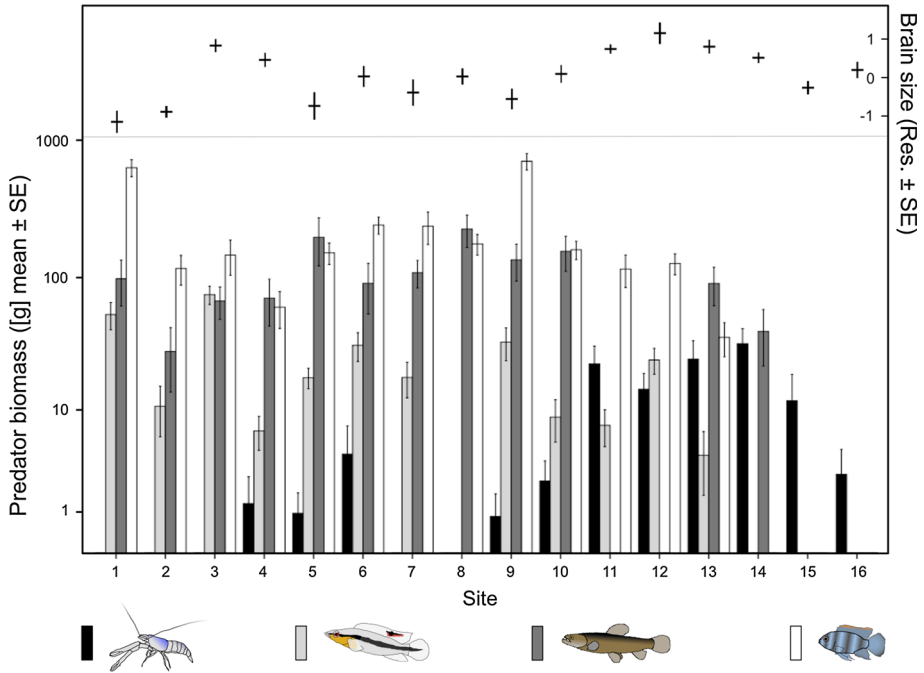 Brain size (Res. ± SE)
1
0
-1
Predator biomass ([g] mean ± SE)
1000
100
10
1
1 2 3 4 5 6 7 8 9 10 11 12 13 14 15 16
Site